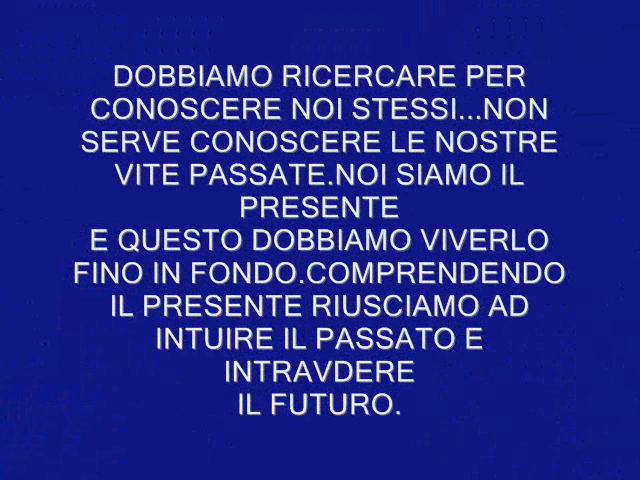 DOBBIAMO RICERCARE PER
CONOSCERE NOI STESSI...NON
SERVE CONOSCERE LE NOSTRE
VITE PASSATE.NOI SIAMO IL
PRESENTE
E QUESTO DOBBIAMO VIVERLO
FINO IN FONDO.COMPRENDENDO
IL PRESENTE RIUSCIAMO AD
INTUIRE IL PASSATO E
INTRAVDERE
IL FUTURO.